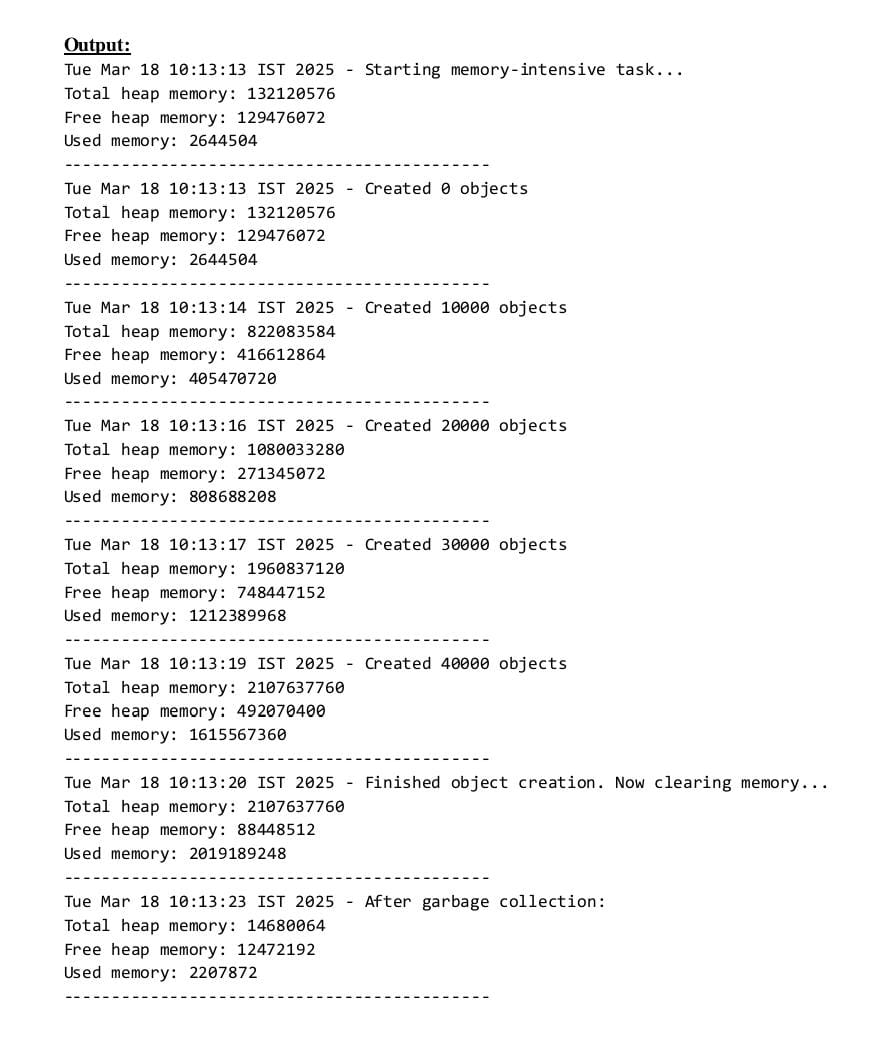 Output:
Tue Mar 18 10:13:13 IST 2025 - Starting memory-intensive task...
Total heap memory: 132120576
Free heap memory: 129476072
Used memory: 2644504
--------------------------------------------
Tue Mar 18 10:13:13 IST 2025 - Created 0 objects
Total heap memory: 132120576
Free heap memory: 129476072
Used memory: 2644504
--------------------------------------------
Tue Mar 18 10:13:14 IST 2025 - Created 10000 objects
Total heap memory: 822083584
Free heap memory: 416612864
Used memory: 405470720
--------------------------------------------
Tue Mar 18 10:13:16 IST 2025 - Created 20000 objects
Total heap memory: 1080033280
Free heap memory: 271345072
Used memory: 808688208
--------------------------------------------
Tue Mar 18 10:13:17 IST 2025 - Created 30000 objects
Total heap memory: 1960837120
Free heap memory: 748447152
Used memory: 1212389968
--------------------------------------------
Tue Mar 18 10:13:19 IST 2025 - Created 40000 objects
Total heap memory: 2107637760
Free heap memory: 492070400
Used memory: 1615567360
--------------------------------------------
Tue Mar 18 10:13:20 IST 2025 - Finished object creation. Now clearing memory...
Total heap memory: 2107637760
Free heap memory: 88448512
Used memory: 2019189248
--------------------------------------------
Tue Mar 18 10:13:23 IST 2025 - After garbage collection:
Total heap memory: 14680064
Free heap memory: 12472192
Used memory: 2207872
--------------------------------------------